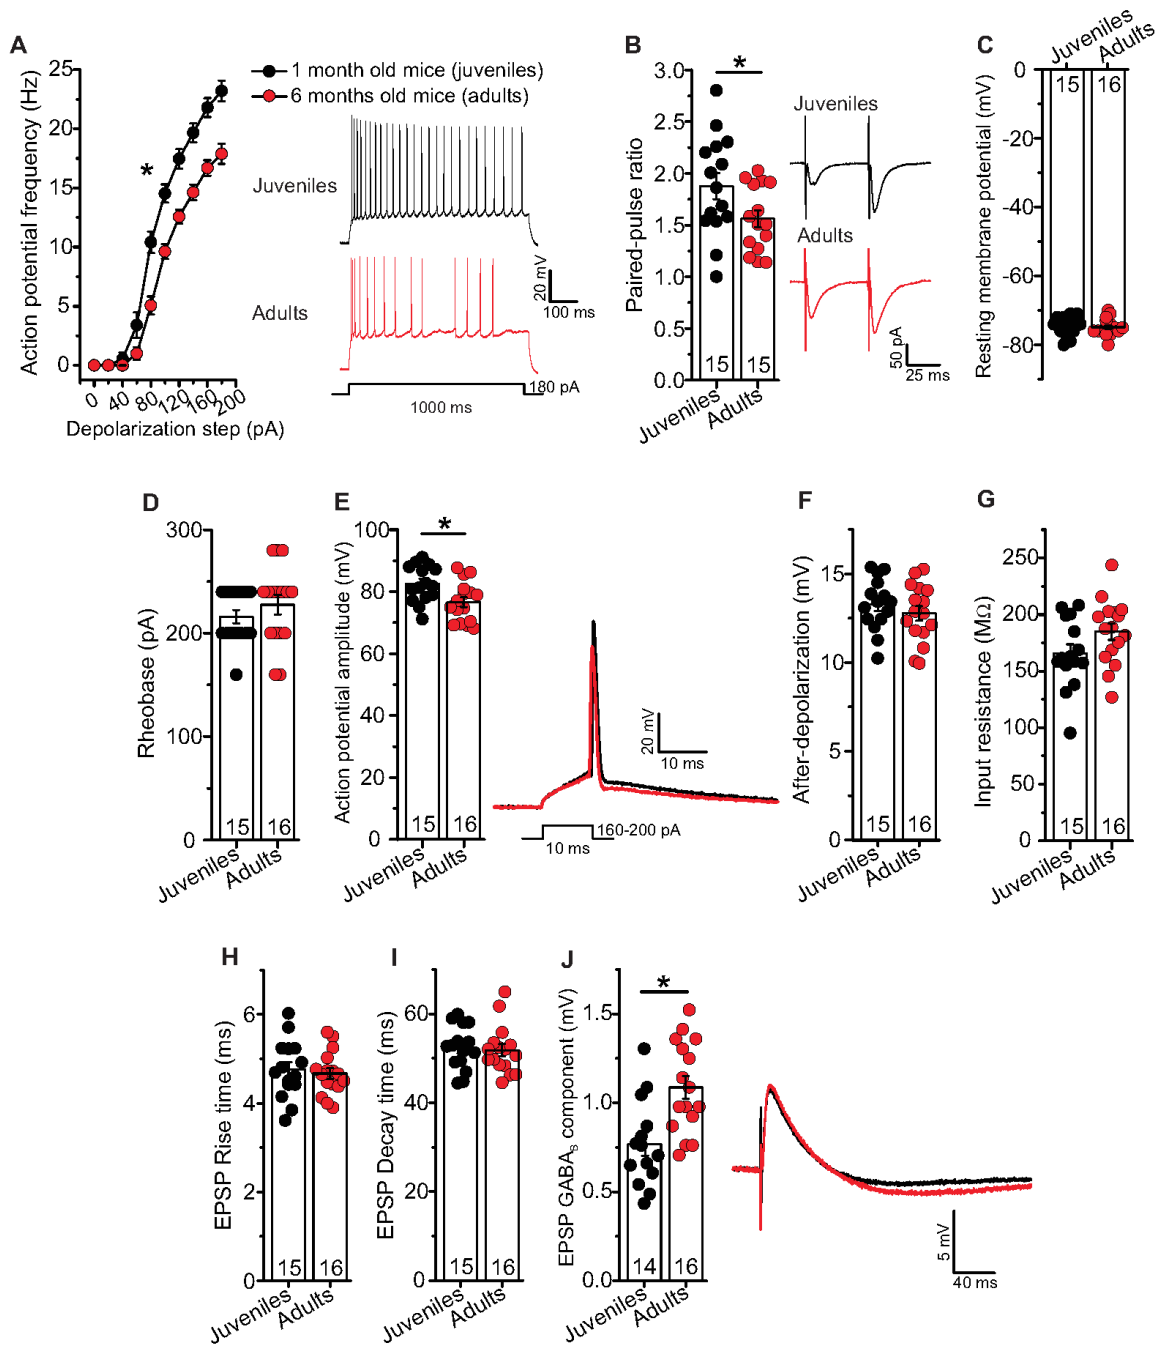 A
Action potential frequency (Hz)
25
20
15
10
5
0
0 40 80 120 160 200
Depolarization step (pA)
*
1 month old mice (juveniles)
6 months old mice (adults)
Juveniles
Adults
20 mV
100 ms
180 pA
1000 ms
B
Paired-pulse ratio
3.0
2.5
2.0
1.5
1.0
0.5
0.0
*
15 15
Juveniles
Adults
Juveniles
Adults
50 pA
25 ms
C
Juveniles
Adults
Resting membrane potential (mV)
0
-20
-40
-60
-80
15 16
D
Rheobase (pA)
300
200
100
0
15 16
Juveniles
Adults
E
Action potential amplitude (mV)
100
80
60
40
20
0
*
15 16
Juveniles
Adults
20 mV
10 ms
160-200 pA
10 ms
F
After-depolarization (mV)
15
10
5
0
15 16
Juveniles
Adults
G
Input resistance (MΩ)
250
200
150
100
50
0
15 16
Juveniles
Adults
H
EPSP Rise time (ms)
6
4
2
0
15 16
Juveniles
Adults
I
EPSP Decay time (ms)
60
40
20
0
15 16
Juveniles
Adults
J
EPSP GABA_B component (mV)
1.5
1.0
0.5
0.0
*
14 16
Juveniles
Adults
5 mV
40 ms